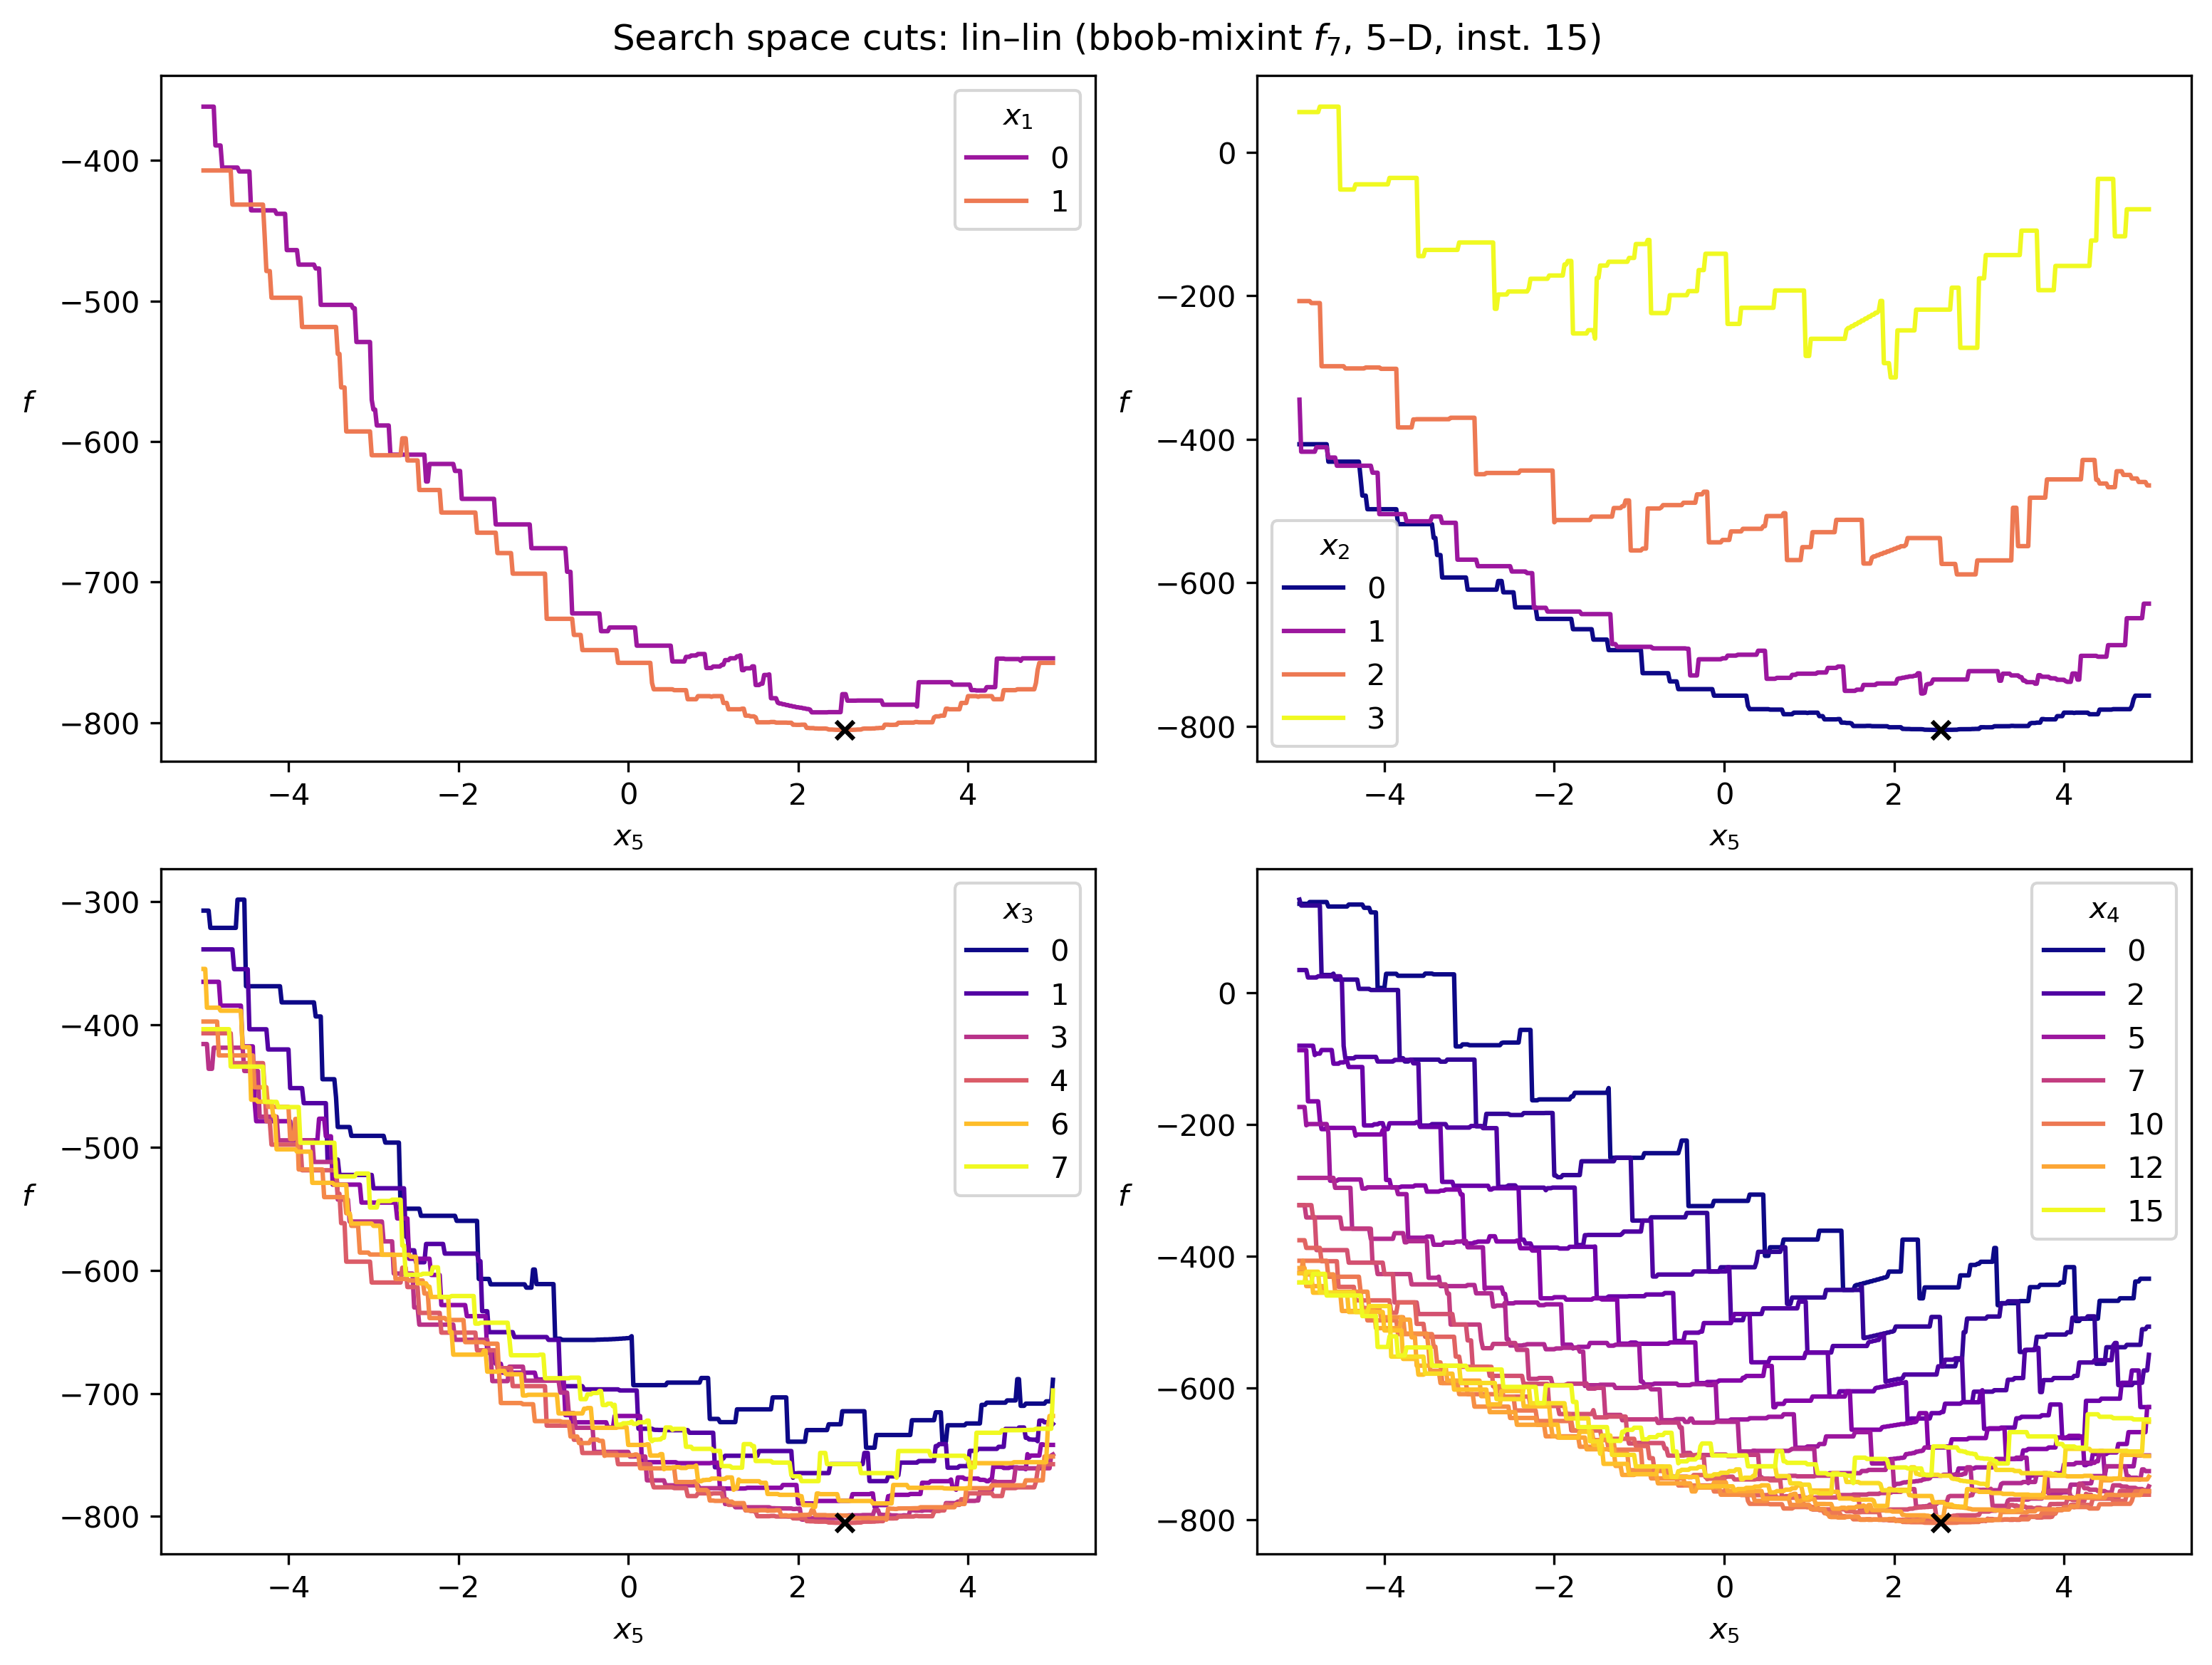 Search space cuts: lin–lin (bbob-mixint f₇, 5–D, inst. 15)
−400
−500
−600
−700
−800
f
−4 −2 0 2 4
x₅
x₁
0
1
0
−200
−400
−600
−800
f
−4 −2 0 2 4
x₅
x₂
0
1
2
3
−300
−400
−500
−600
−700
−800
f
−4 −2 0 2 4
x₅
x₃
0
1
3
4
6
7
0
−200
−400
−600
−800
f
−4 −2 0 2 4
x₅
x₄
0
2
5
7
10
12
15